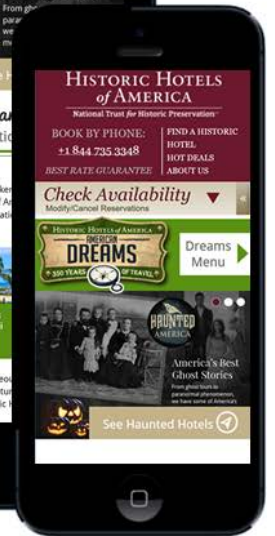 HISTORIC HOTELS
of AMERICA
National Trust for Historic Preservation
BOOK BY PHONE:
+1 844 735 3348
BEST RATE GUARANTEE
FIND A HISTORIC
HOTEL
HOT DEALS
ABOUT US
Check Availability
Modify/Cancel Reservations
«
HISTORIC HOTELS of AMERICA
AMERICAN
DREAMS
350 YEARS OF TRAVEL
Dreams
Menu
HAUNTED
AMERICA
America's Best
Ghost Stories
From ghost tours to
paranormal phenomenon,
we have some of America's
See Haunted Hotels